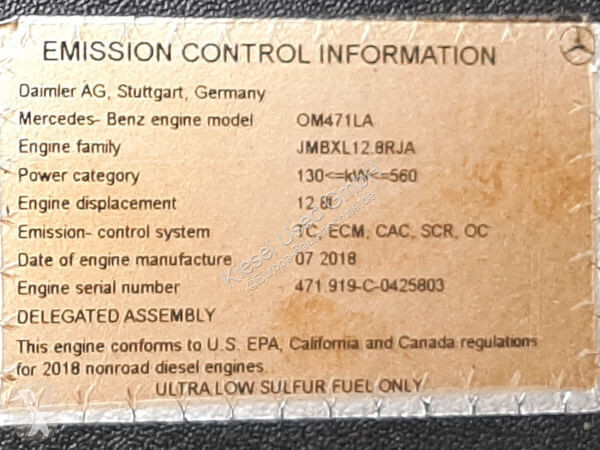 EMISSION CONTROL INFORMATION
Daimler AG, Stuttgart, Germany
Mercedes- Benz engine model OM471LA
Engine family JMBXL12.8RJA
Power category 130<=kW<=560
Engine displacement 12.8L
Emission- control system TC, ECM, CAC, SCR, OC
Date of engine manufacture 07 2018
Engine serial number 471 919-C-0425803
DELEGATED ASSEMBLY
This engine conforms to U.S. EPA, California and Canada regulations
for 2018 nonroad diesel engines.
ULTRA LOW SULFUR FUEL ONLY
Kiesel Used GmbH